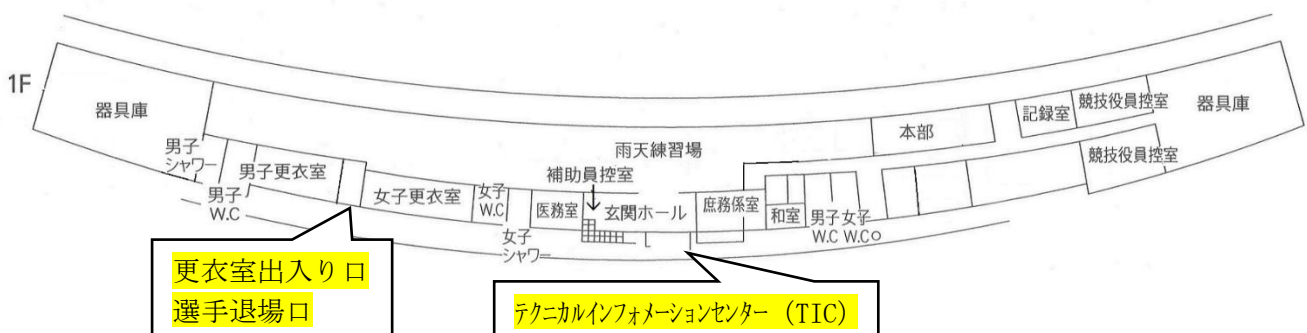 1F
器具庫
男子
シャワー
男子
W.C
男子更衣室
女子更衣室
女子
W.C
女子
シャワー
医務室
補助員控室
雨天練習場
玄関ホール
庶務係室
和室
男子
W.C
女子
W.C
本部
記録室
競技役員控室
競技役員控室
器具庫
更衣室出入り口
選手退場口
テクニカルインフォメーションセンター（TIC）